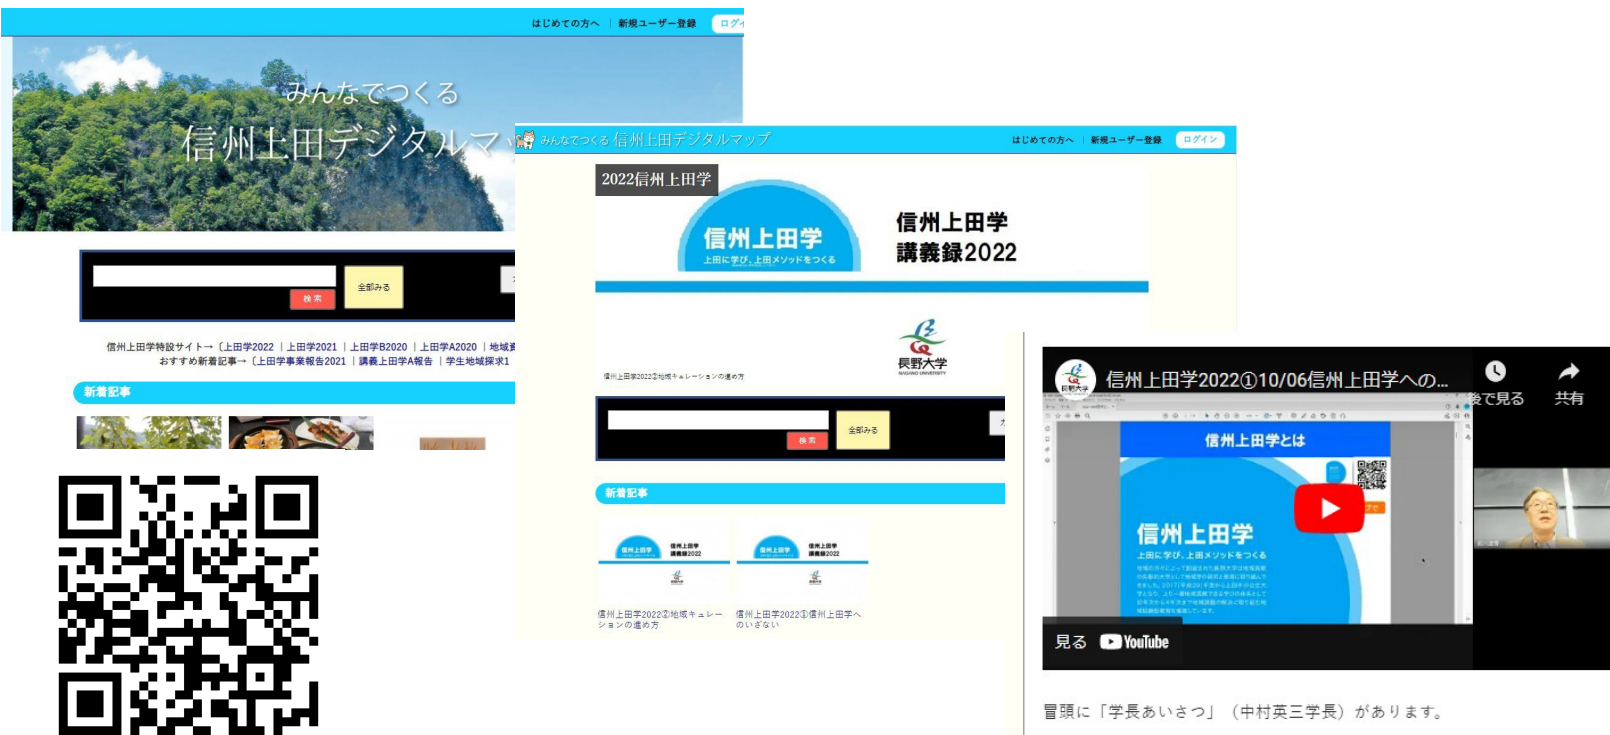 はじめての方へ | 新規ユーザー登録
みんなでつくる
信州上田デジタルマッ
検索
全部みる
信州上田学特設サイト→〔上田学2022 | 上田学2021 | 上田学B2020 | 上田学A2020 |
おすすめ新着記事→〔上田学事業報告2021 | 講義上田学A報告 | 学生地域探求1
新着記事
みんなでつくる 信州上田デジタルマップ
はじめての方へ | 新規ユーザー登録 ログイン
2022信州上田学
信州上田学
上田に学び、上田メソッドをつくる
信州上田学
講義録2022
長野大学
NAGANO UNIVERSITY
信州上田学2022②地域キュレーションの進め方
検索
全部みる
新着記事
信州上田学
信州上田学
講義録2022
信州上田学
信州上田学
講義録2022
信州上田学2022②地域キュレー
ションの進め方
信州上田学2022①信州上田学へ
のいざない
長野大学
信州上田学2022①10/06信州上田学への...
後で見る
共有
信州上田学とは
信州上田学
上田に学び、上田メソッドをつくる
見る YouTube
冒頭に「学長あいさつ」（中村英三学長）があります。